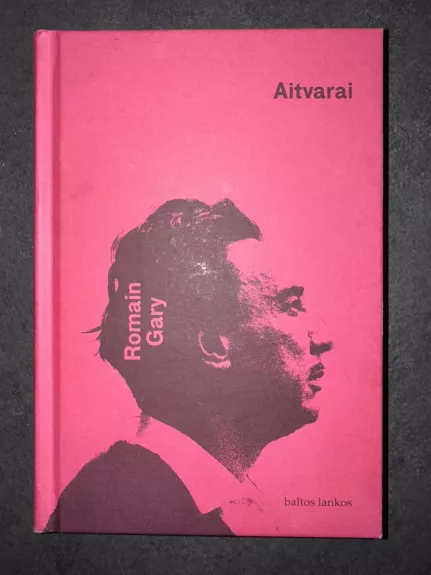 Aitvarai
Romain
Gary
baltos lankos